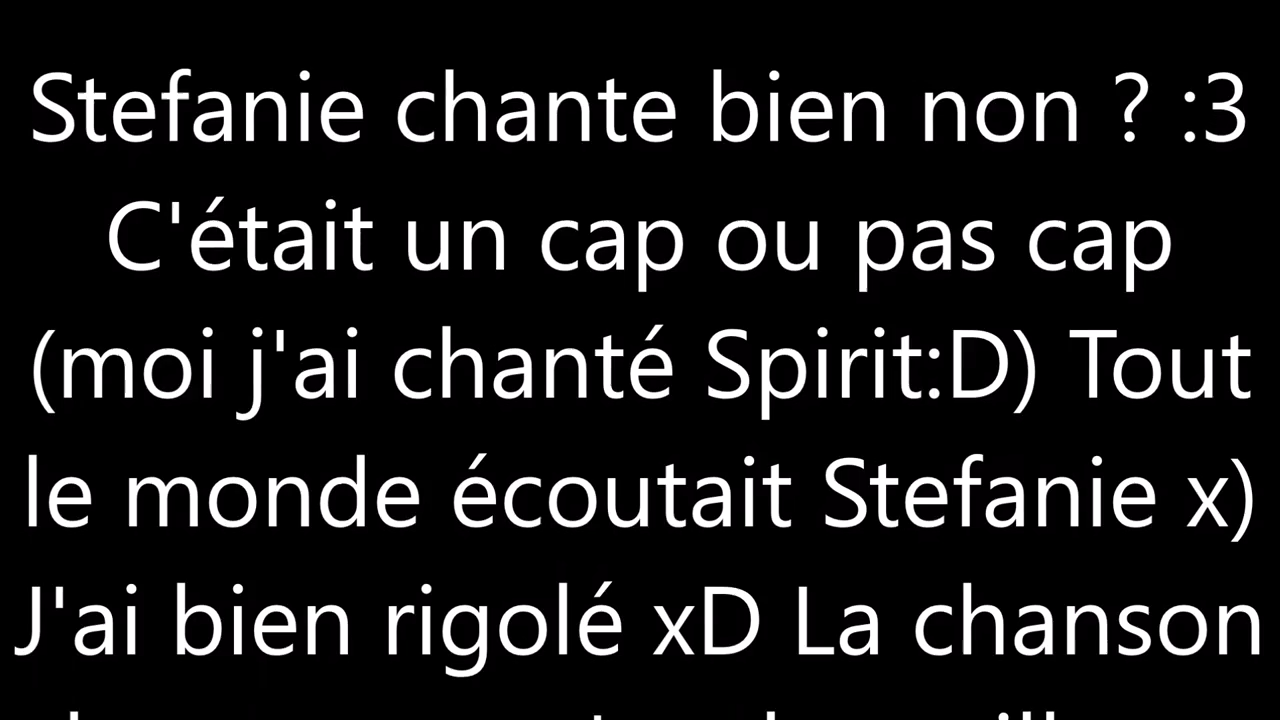 Stefanie chante bien non ? :3
C'était un cap ou pas cap
(moi j'ai chanté Spirit:D) Tout
le monde écoutait Stefanie x)
J'ai bien rigolé xD La chanson